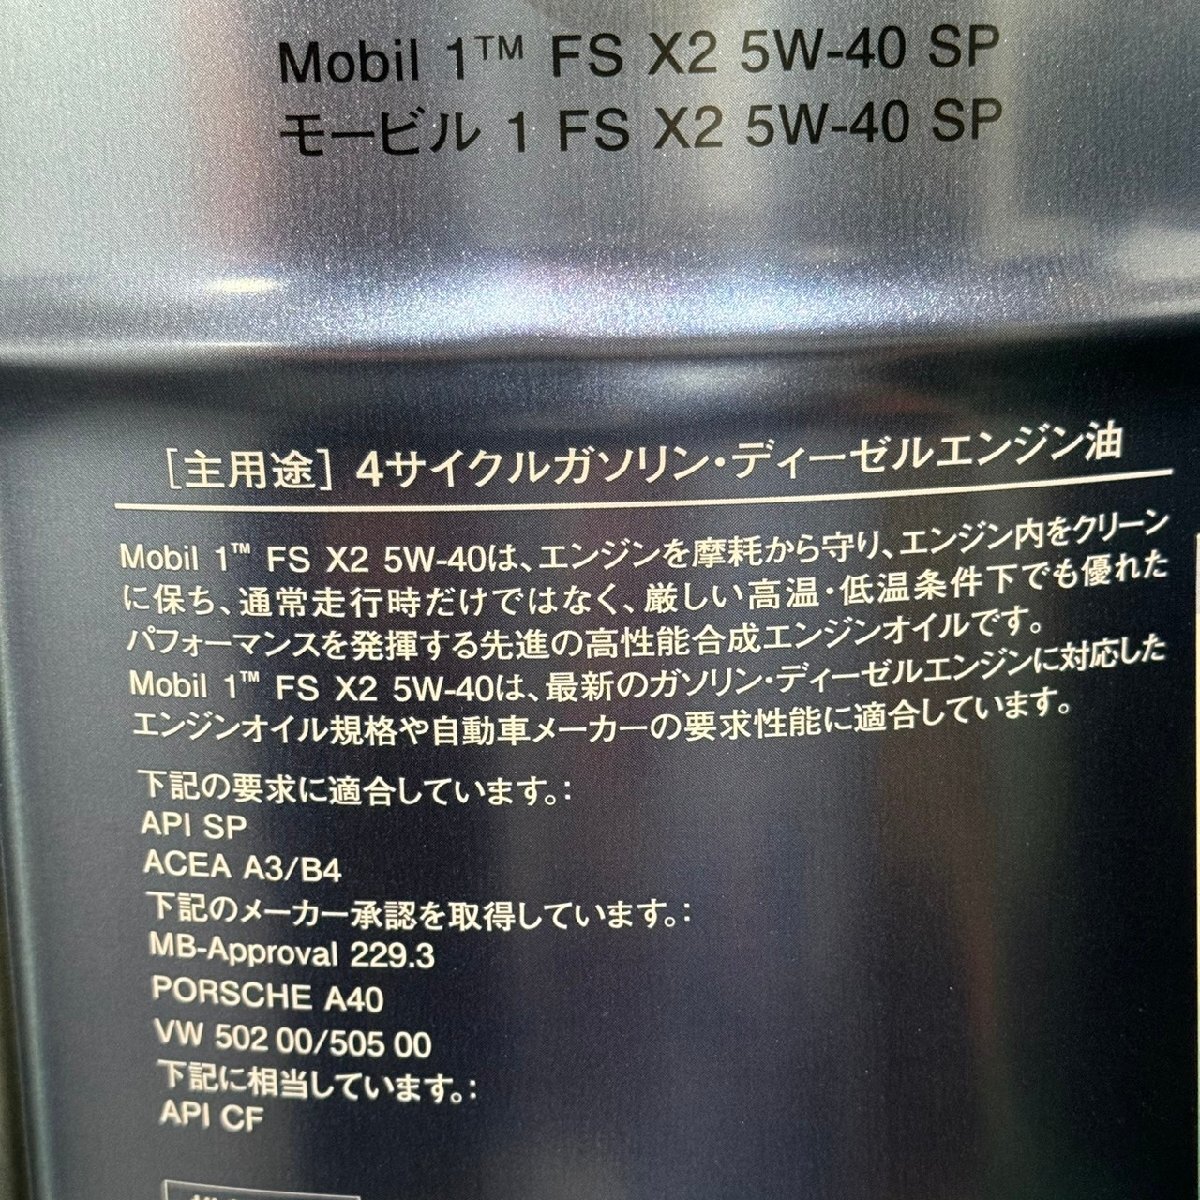 Mobil 1™ FS X2 5W-40 SP
モービル 1 FS X2 5W-40 SP
[主用途] 4サイクルガソリン・ディーゼルエンジン油
Mobil 1™ FS X2 5W-40は、エンジンを摩耗から守り、エンジン内をクリーン
に保ち、通常走行時だけではなく、厳しい高温・低温条件下でも優れた
パフォーマンスを発揮する先進の高性能合成エンジンオイルです。
Mobil 1™ FS X2 5W-40は、最新のガソリン・ディーゼルエンジンに対応した
エンジンオイル規格や自動車メーカーの要求性能に適合しています。
下記の要求に適合しています。:
API SP
ACEA A3/B4
下記のメーカー承認を取得しています。:
MB-Approval 229.3
PORSCHE A40
VW 502 00/505 00
下記に相当しています。:
API CF